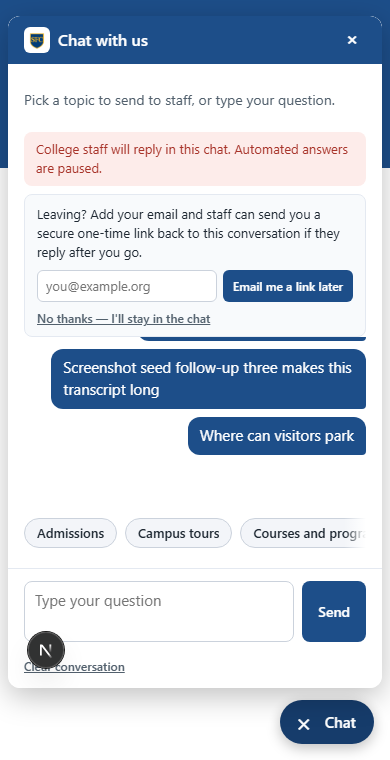 SFC
Chat with us
×
Pick a topic to send to staff, or type your question.
College staff will reply in this chat. Automated answers
are paused.
Leaving? Add your email and staff can send you a
secure one-time link back to this conversation if they
reply after you go.
you@example.org
Email me a link later
No thanks — I'll stay in the chat
Screenshot seed follow-up three makes this
transcript long
Where can visitors park
Admissions
Campus tours
Courses and progr
Type your question
Send
N
Clear conversation
× Chat